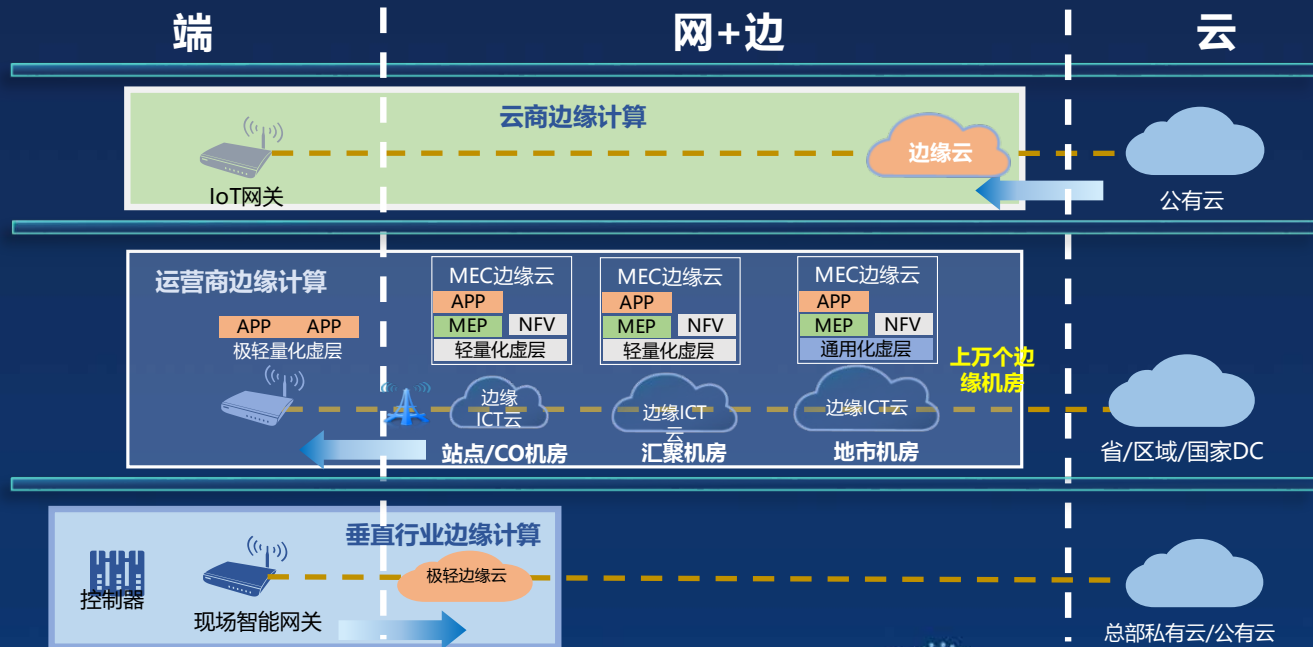 端
网+边
云
云商边缘计算
边缘云
IoT网关
公有云
运营商边缘计算
APP APP
极轻量化虚层
MEC边缘云
APP
MEP NFV
轻量化虚层
MEC边缘云
APP
MEP NFV
轻量化虚层
MEC边缘云
APP
MEP NFV
通用化虚层
上万个边
缘机房
边缘
ICT云
边缘ICT
云
边缘ICT云
站点/CO机房
汇聚机房
地市机房
省/区域/国家DC
垂直行业边缘计算
极轻边缘云
控制器
现场智能网关
总部私有云/公有云